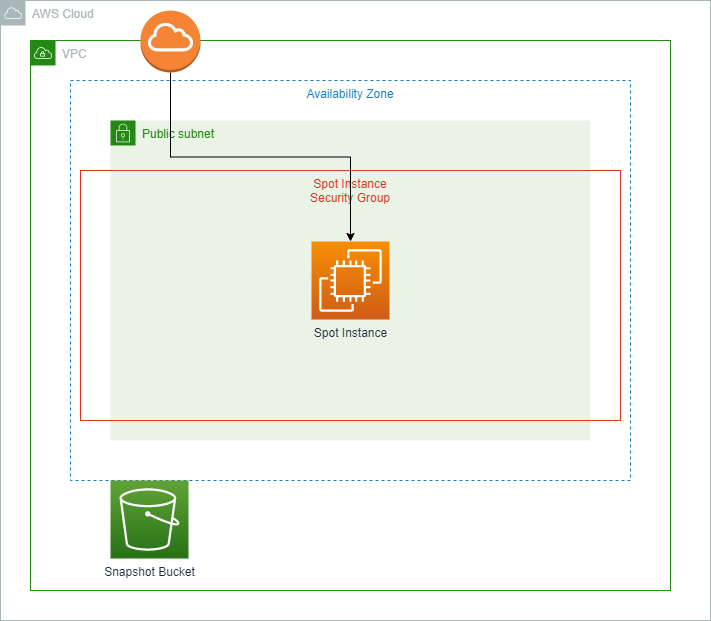 AWS Cloud
VPC
Availability Zone
Public subnet
Spot Instance
Security Group
Spot Instance
Snapshot Bucket